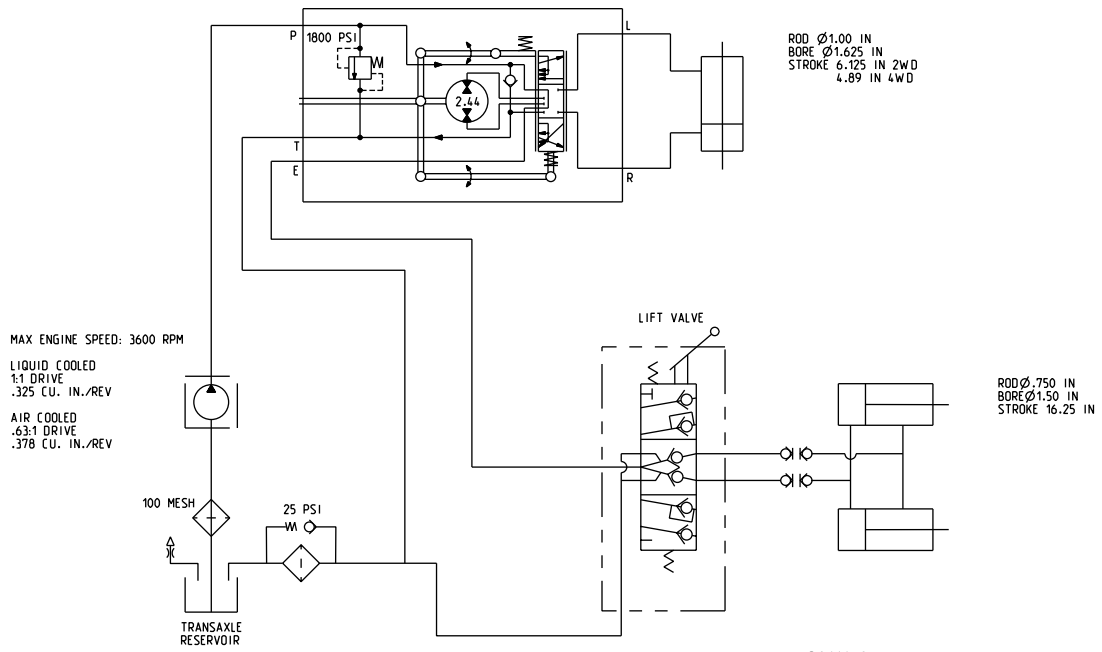 P
1800 PSI
L
2.44
T
E
R
ROD Ø1.00 IN
BORE Ø1.625 IN
STROKE 6.125 IN 2WD
4.89 IN 4WD
MAX ENGINE SPEED: 3600 RPM
LIQUID COOLED
1:1 DRIVE
.325 CU. IN./REV
AIR COOLED
.63:1 DRIVE
.378 CU. IN./REV
LIFT VALVE
RODØ.750 IN
BOREØ1.50 IN
STROKE 16.25 IN
100 MESH
25 PSI
TRANSAXLE
RESERVOIR